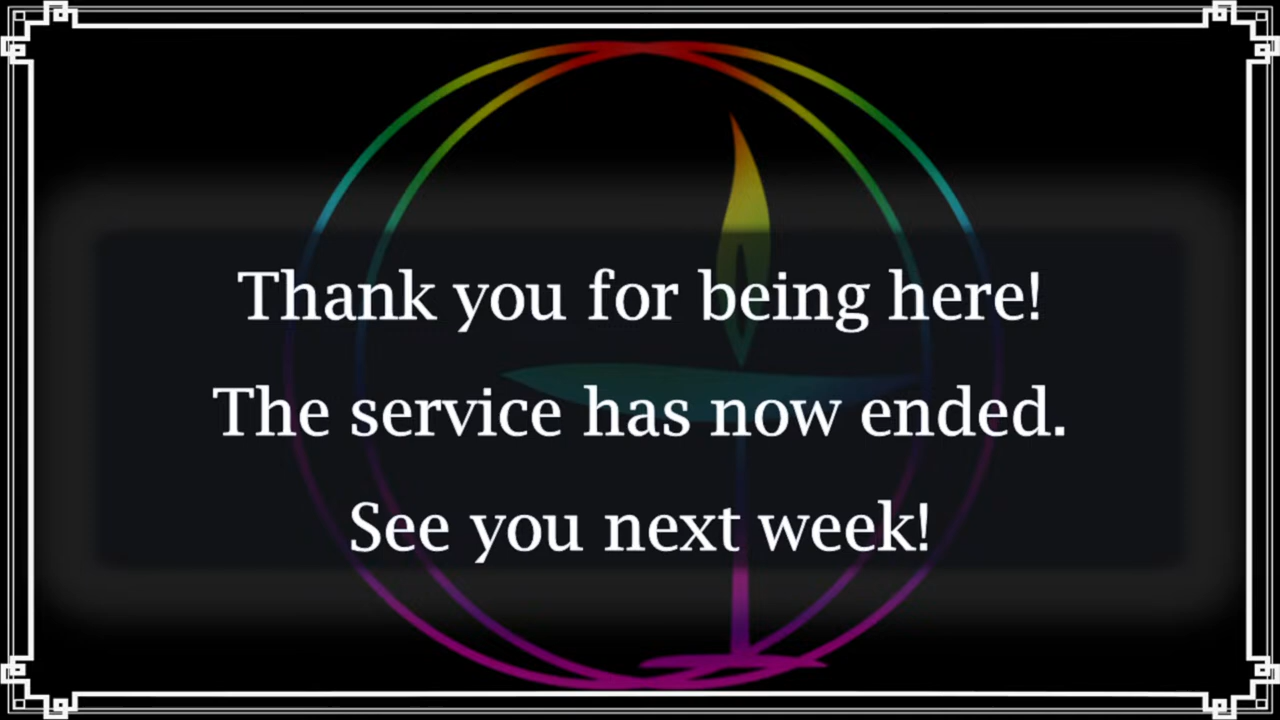 Thank you for being here!
The service has now ended.
See you next week!